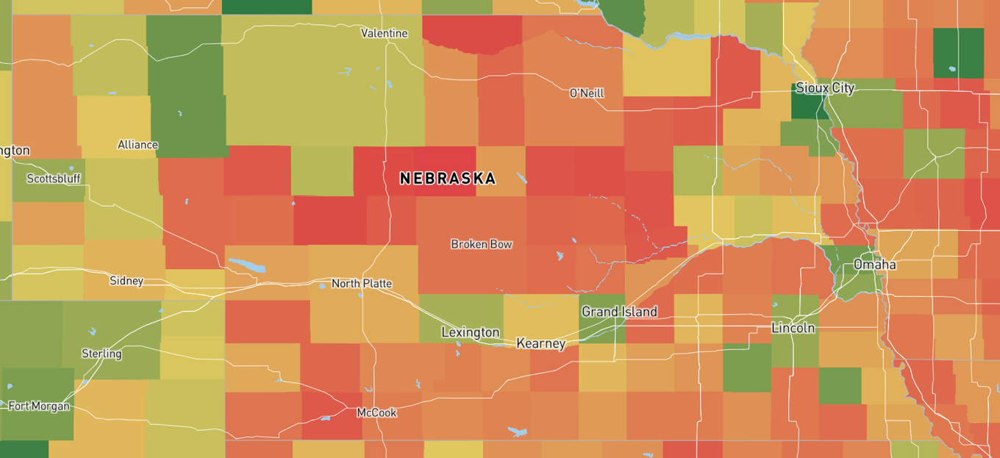 Valentine
Sioux City
O'Neill
Alliance
ngton
Scottsbluff
NEBRASKA
Broken Bow
Omaha
Sidney
North Platte
Grand Island
Lexington
Lincoln
Kearney
Sterling
Fort Morgan
McCook